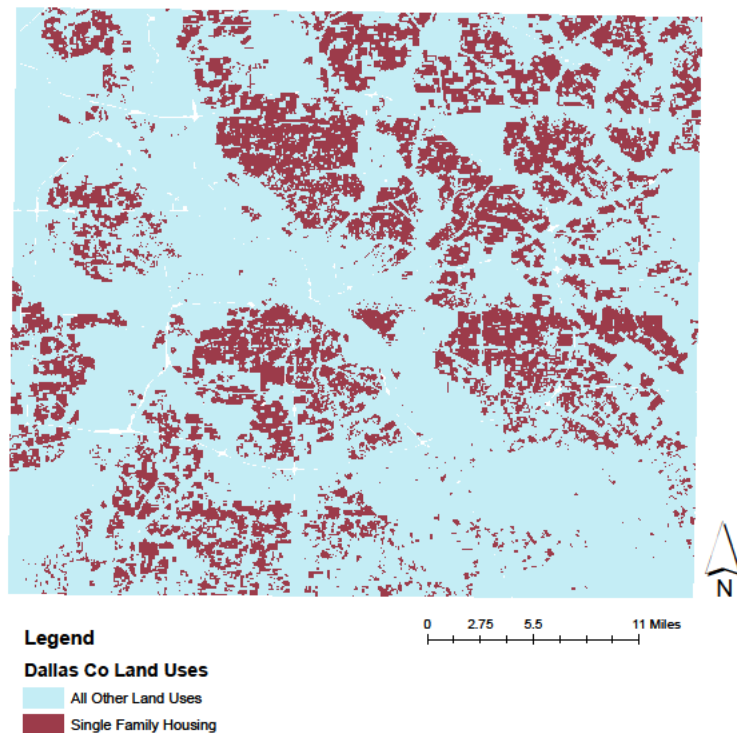 N
0 2.75 5.5 11 Miles
Legend
Dallas Co Land Uses
All Other Land Uses
Single Family Housing